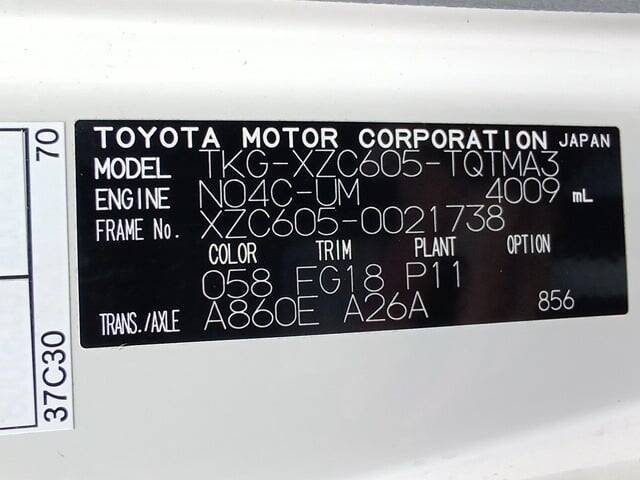 TOYOTA MOTOR CORPORATION JAPAN
MODEL TKG-XZC605-TQTMA3
ENGINE N04C-UM 4009 mL
FRAME No. XZC605-0021738
COLOR TRIM PLANT OPTION
058 FG18 P11
TRANS./AXLE A860E A26A 856
70
37C30